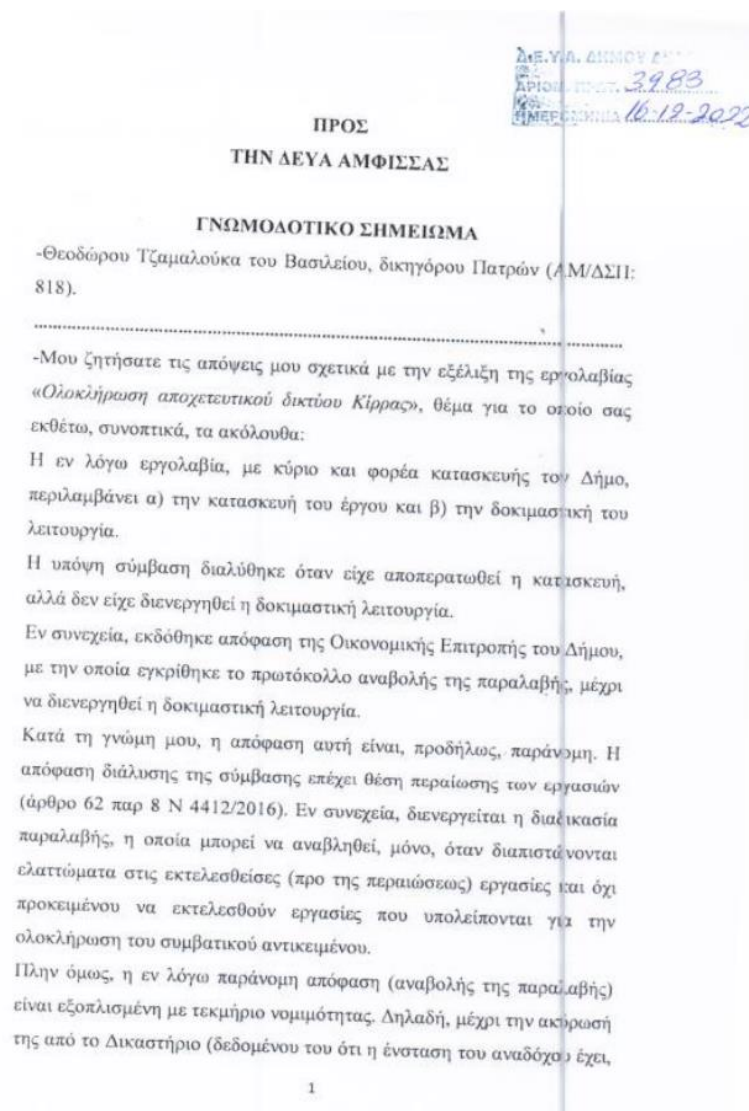 Δ.Ε.Υ.Α. ΔΗΜΟΥ
ΑΡΙΘΜ. ΠΡΩΤ. 3983
ΗΜΕΡΟΜΗΝΙΑ 16-12-2022
ΠΡΟΣ
ΤΗΝ ΔΕΥΑ ΑΜΦΙΣΣΑΣ
ΓΝΩΜΟΔΟΤΙΚΟ ΣΗΜΕΙΩΜΑ
-Θεοδώρου Τζαμαλούκα του Βασιλείου, δικηγόρου Πατρών (ΑΜ/ΔΣΠ:
818).
-Μου ζητήσατε τις απόψεις μου σχετικά με την εξέλιξη της εργολαβίας
«Ολοκλήρωση αποχετευτικού δικτύου Κίρρας», θέμα για το οποίο σας
εκθέτω, συνοπτικά, τα ακόλουθα:
Η εν λόγω εργολαβία, με κύριο και φορέα κατασκευής τον Δήμο,
περιλαμβάνει α) την κατασκευή του έργου και β) την δοκιμαστική του
λειτουργία.
Η υπόψη σύμβαση διαλύθηκε όταν είχε αποπερατωθεί η κατασκευή,
αλλά δεν είχε διενεργηθεί η δοκιμαστική λειτουργία.
Εν συνεχεία, εκδόθηκε απόφαση της Οικονομικής Επιτροπής του Δήμου,
με την οποία εγκρίθηκε το πρωτόκολλο αναβολής της παραλαβής, μέχρι
να διενεργηθεί η δοκιμαστική λειτουργία.
Κατά τη γνώμη μου, η απόφαση αυτή είναι, προδήλως, παράνομη. Η
απόφαση διάλυσης της σύμβασης επέχει θέση περαίωσης των εργασιών
(άρθρο 62 παρ 8 Ν 4412/2016). Εν συνεχεία, διενεργείται η διαδικασία
παραλαβής, η οποία μπορεί να αναβληθεί, μόνο, όταν διαπιστώνονται
ελαττώματα στις εκτελεσθείσες (προ της περαιώσεως) εργασίες και όχι
προκειμένου να εκτελεσθούν εργασίες που υπολείπονται για την
ολοκλήρωση του συμβατικού αντικειμένου.
Πλην όμως, η εν λόγω παράνομη απόφαση (αναβολής της παραλαβής)
είναι εξοπλισμένη με τεκμήριο νομιμότητας. Δηλαδή, μέχρι την ακύρωσή
της από το Δικαστήριο (δεδομένου του ότι η ένσταση του αναδόχου έχει,
1